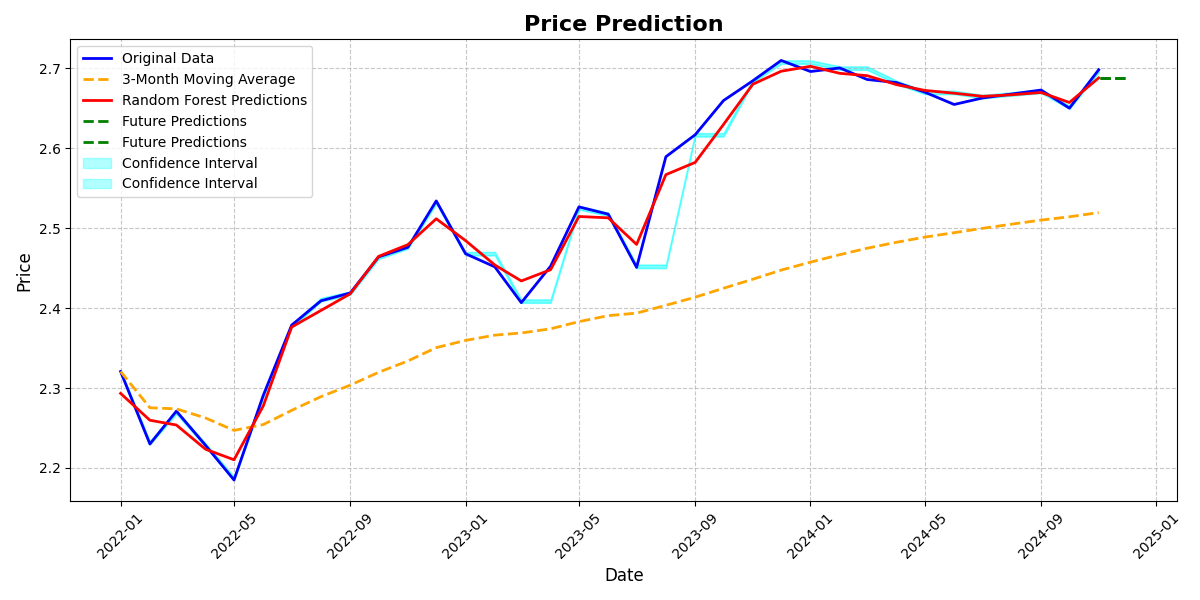 Price Prediction
Original Data
3-Month Moving Average
Random Forest Predictions
Future Predictions
Future Predictions
Confidence Interval
Confidence Interval
Price
2.7
2.6
2.5
2.4
2.3
2.2
2022-01
2022-05
2022-09
2023-01
2023-05
2023-09
2024-01
2024-05
2024-09
2025-01
Date